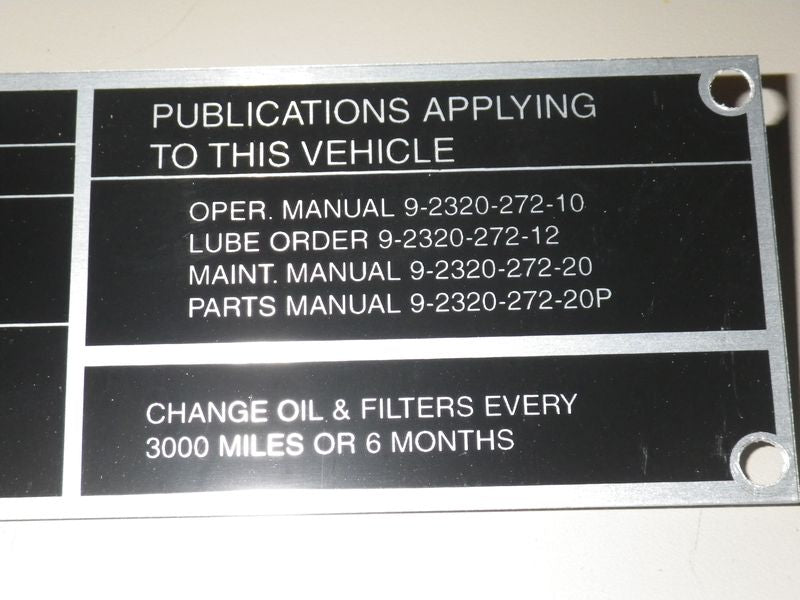 PUBLICATIONS APPLYING
TO THIS VEHICLE
OPER. MANUAL 9-2320-272-10
LUBE ORDER 9-2320-272-12
MAINT. MANUAL 9-2320-272-20
PARTS MANUAL 9-2320-272-20P
CHANGE OIL & FILTERS EVERY
3000 MILES OR 6 MONTHS